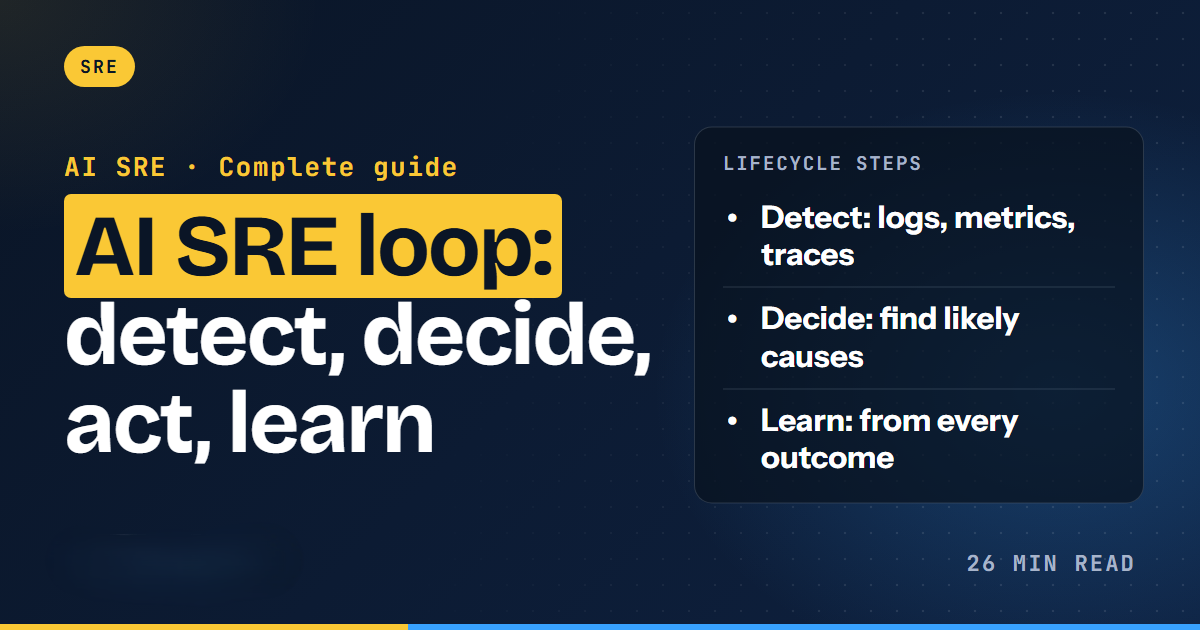 SRE
AI SRE · Complete guide
AI SRE loop:
detect, decide,
act, learn
LIFECYCLE STEPS
• Detect: logs, metrics,
traces
• Decide: find likely
causes
• Learn: from every
outcome
26 MIN READ